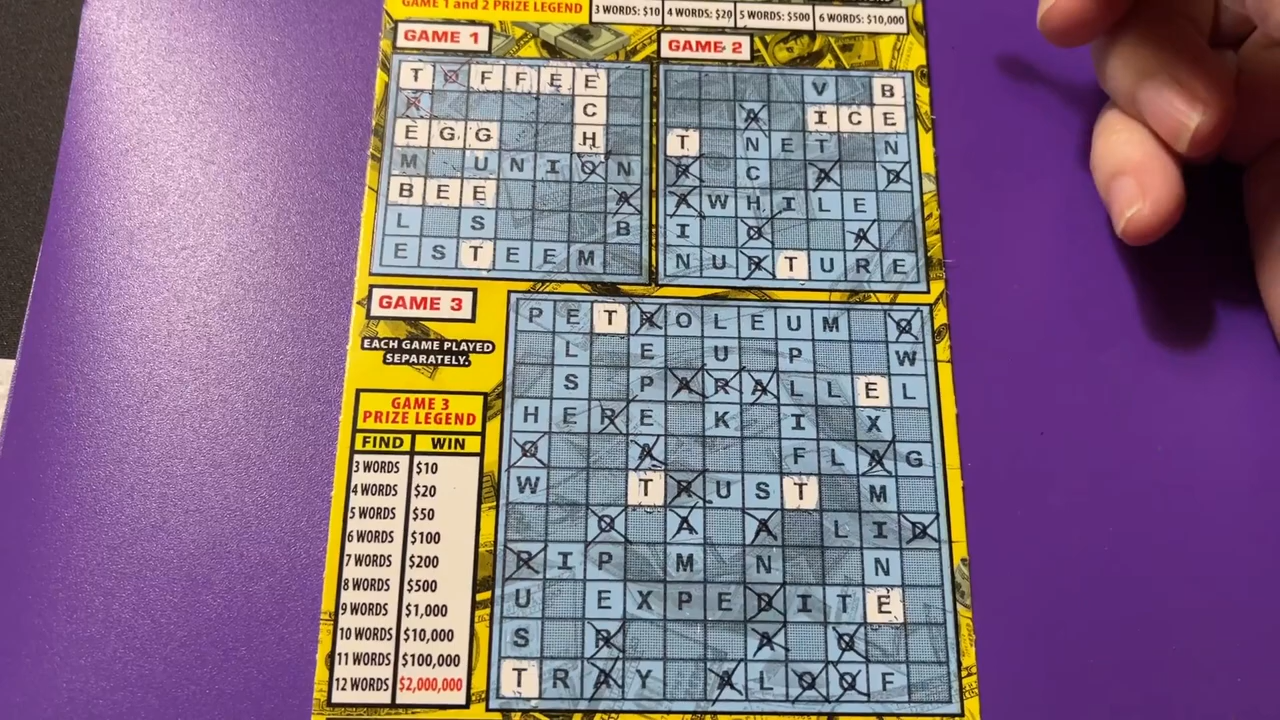 GAME 1 and 2 PRIZE LEGEND
3 WORDS: $10 4 WORDS: $20 5 WORDS: $500 6 WORDS: $10,000
GAME 1
GAME 2
T O F F E E
R C
E G G H
M U N I O N
B E E A
L S B
E S T E E M
V B
A I C E
T N E T N
R C A D
A W H I L E
I O A
N U R T U R E
GAME 3
EACH GAME PLAYED
SEPARATELY.
GAME 3
PRIZE LEGEND
FIND WIN
3 WORDS $10
4 WORDS $20
5 WORDS $50
6 WORDS $100
7 WORDS $200
8 WORDS $500
9 WORDS $1,000
10 WORDS $10,000
11 WORDS $100,000
12 WORDS $2,000,000
P E T R O L E U M O
L E U P W
S P A R A L L E L
H E R E K I X
O A F L A G
W T R U S T M
O A A L I D
R I P M N N
U E X P E D I T E
S R A O
T R A Y A L O O F